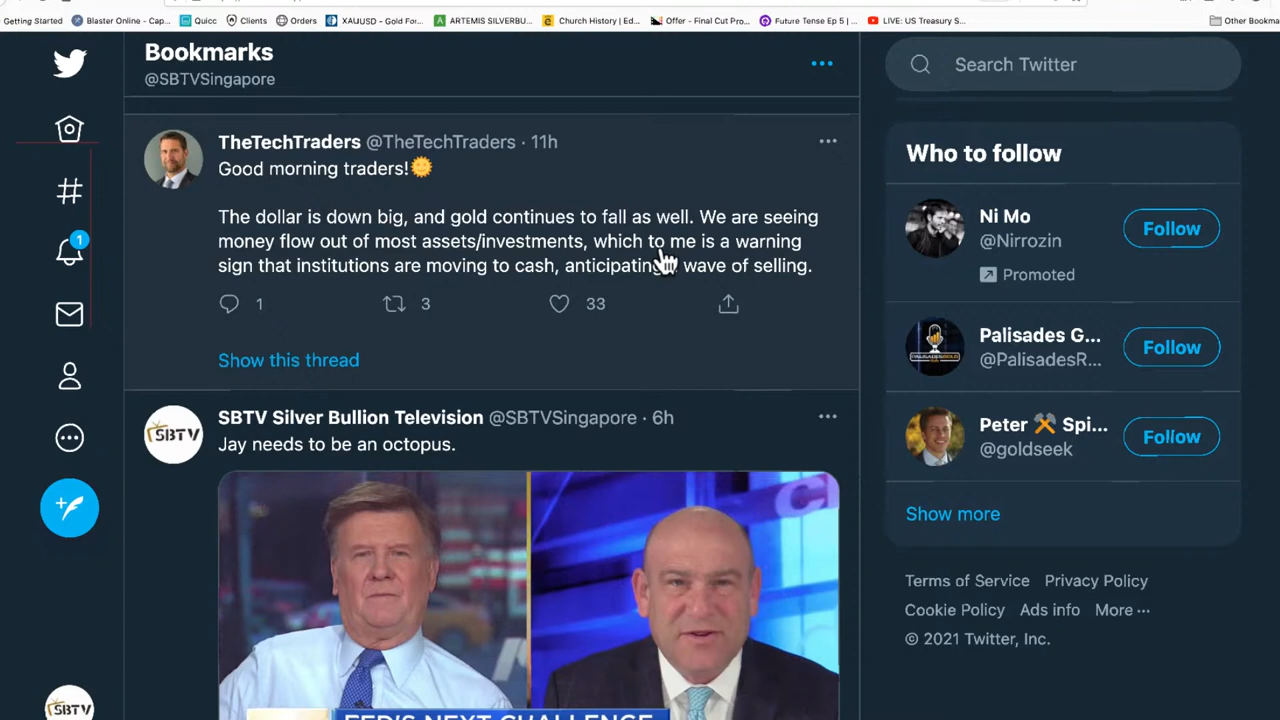 Getting Started
Blaster Online - Cap...
Quicc
Clients
Orders
XAUUSD - Gold For...
ARTEMIS SILVERBU...
Church History | Ed...
Offer - Final Cut Pro...
Future Tense Ep 5 |...
LIVE: US Treasury S...
Other Bookma
Bookmarks
@SBTVSingapore
TheTechTraders @TheTechTraders · 11h
Good morning traders!🌞
The dollar is down big, and gold continues to fall as well. We are seeing
money flow out of most assets/investments, which to me is a warning
sign that institutions are moving to cash, anticipating wave of selling.
1 3 33
Show this thread
SBTV Silver Bullion Television @SBTVSingapore · 6h
Jay needs to be an octopus.
SBTV
FED'S NEXT CHALLENGE
1
SBTV
Search Twitter
Who to follow
Ni Mo
@Nirrozin
Promoted
Follow
Palisades G...
@PalisadesR...
Follow
Peter ⚒️ Spi...
@goldseek
Follow
Show more
Terms of Service Privacy Policy
Cookie Policy Ads info More ···
© 2021 Twitter, Inc.